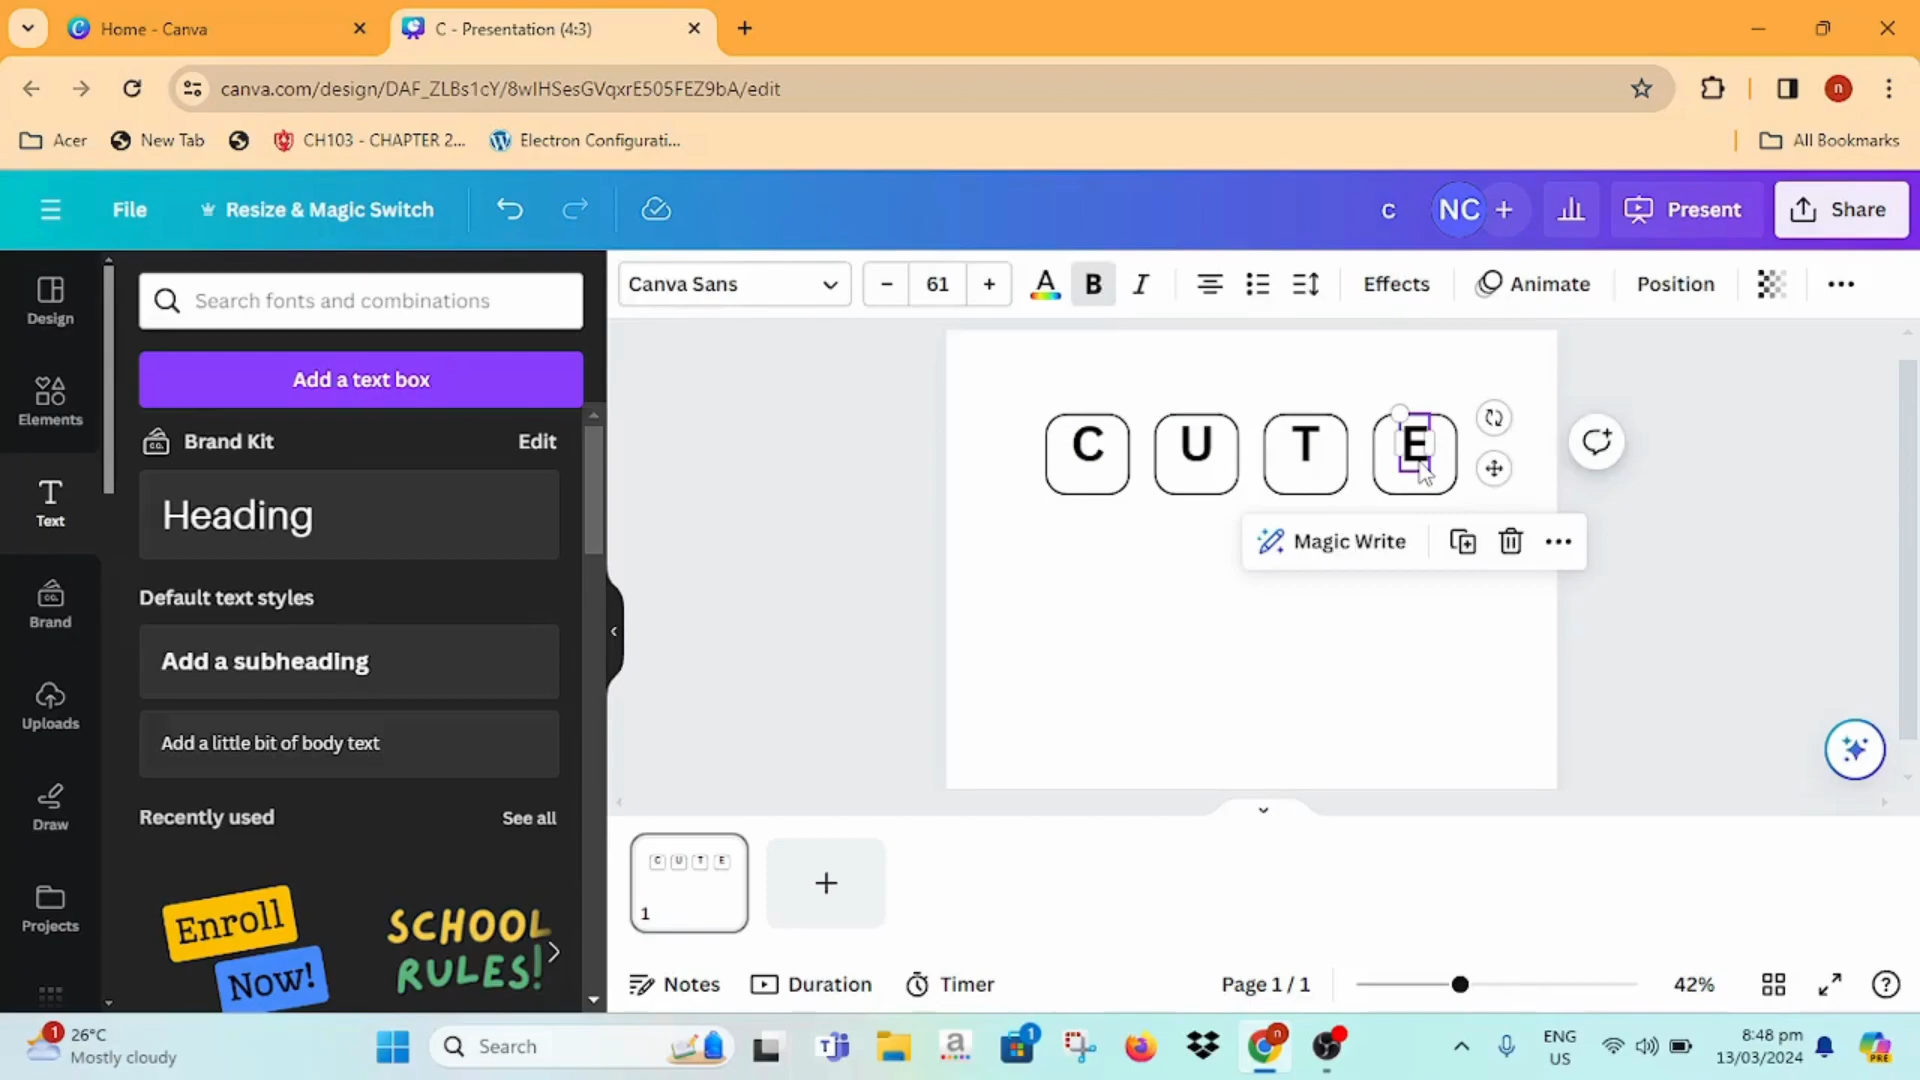 Home - Canva
C - Presentation (4:3)
canva.com/design/DAF_ZLBs1cY/8wIHSesGVqxrE505FEZ9bA/edit
n
Acer
New Tab
CH103 - CHAPTER 2...
Electron Configurati...
All Bookmarks
File
Resize & Magic Switch
C
NC
+
Present
Share
Design
Elements
Text
Brand
Uploads
Draw
Projects
Search fonts and combinations
Add a text box
Brand Kit
Edit
Heading
Default text styles
Add a subheading
Add a little bit of body text
Recently used
See all
Enroll
Now!
SCHOOL
RULES!
Canva Sans
- 61 +
A B I
Effects
Animate
Position
C U T E
Magic Write
C U T E
1
+
Notes
Duration
Timer
Page 1 / 1
42%
1
26°C
Mostly cloudy
Search
1
n
ENG
US
8:48 pm
13/03/2024
PRE